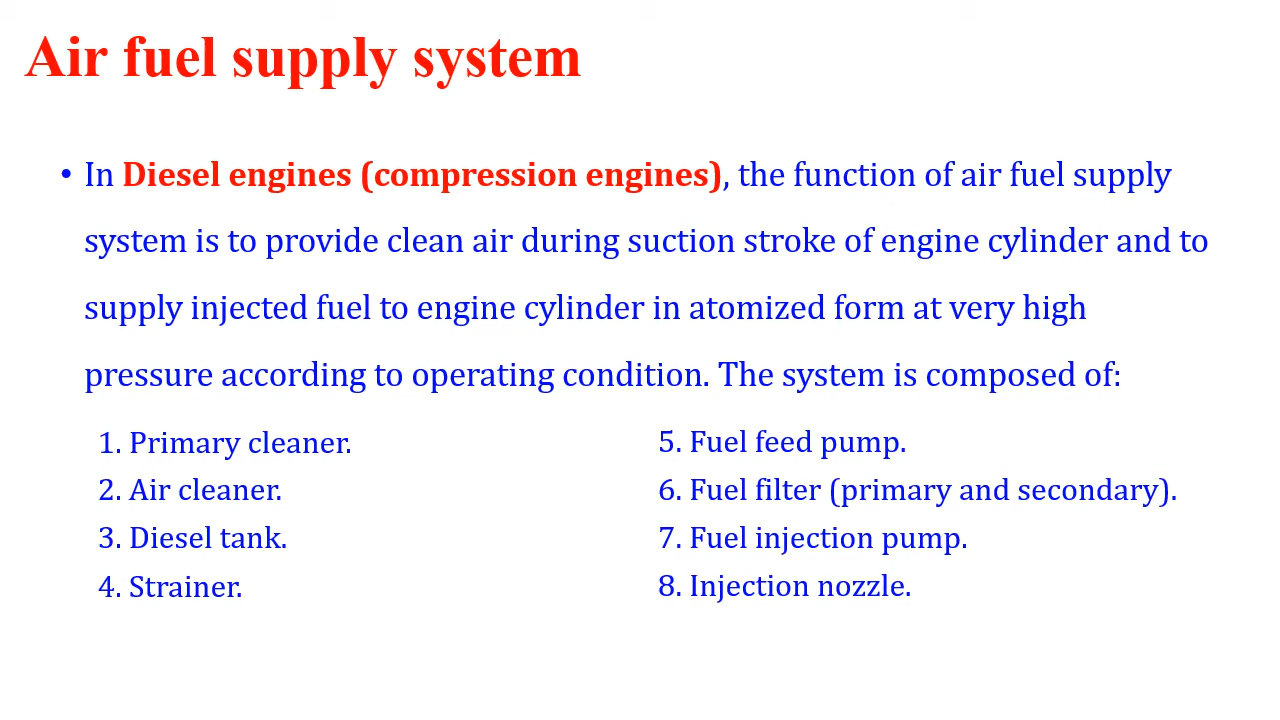 Air fuel supply system
• In Diesel engines (compression engines), the function of air fuel supply
system is to provide clean air during suction stroke of engine cylinder and to
supply injected fuel to engine cylinder in atomized form at very high
pressure according to operating condition. The system is composed of:
1. Primary cleaner.
2. Air cleaner.
3. Diesel tank.
4. Strainer.
5. Fuel feed pump.
6. Fuel filter (primary and secondary).
7. Fuel injection pump.
8. Injection nozzle.